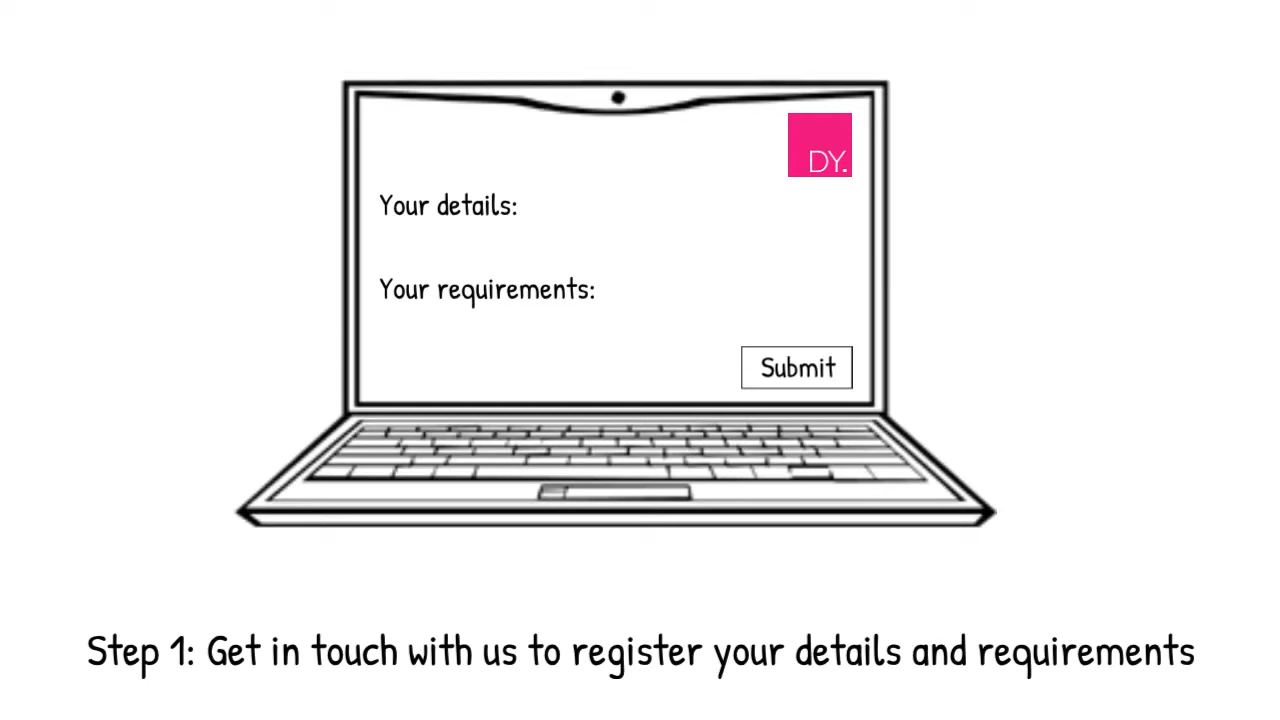 DY.
Your details:
Your requirements:
Submit
Step 1: Get in touch with us to register your details and requirements